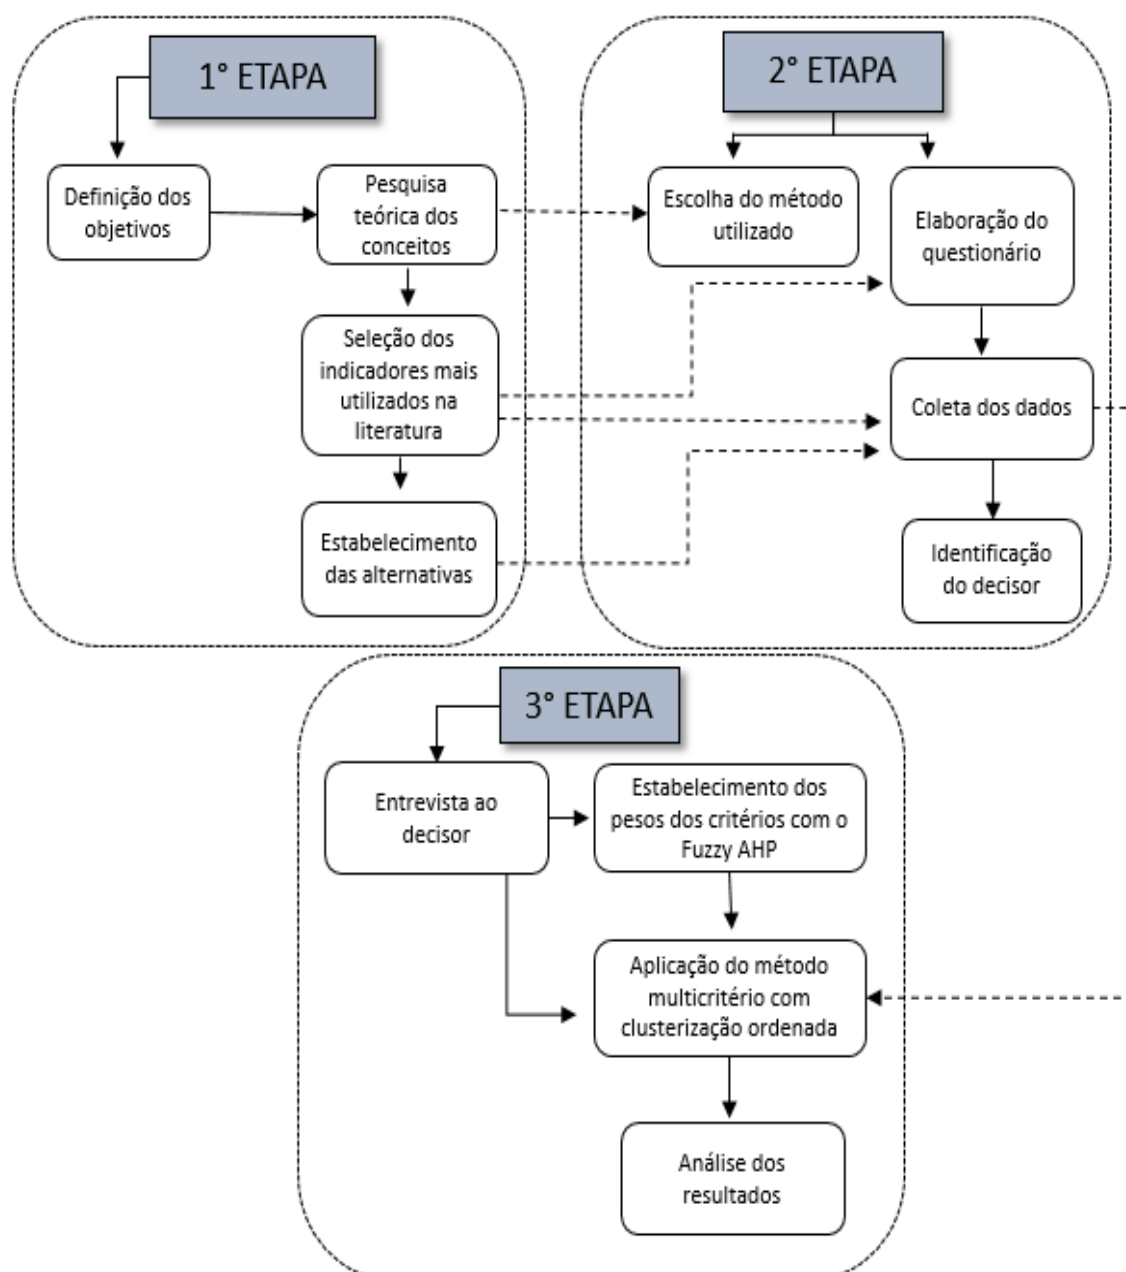 1° ETAPA
Definição dos
objetivos
Pesquisa
teórica dos
conceitos
Seleção dos
indicadores mais
utilizados na
literatura
Estabelecimento
das alternativas
2° ETAPA
Escolha do método
utilizado
Elaboração do
questionário
Coleta dos dados
Identificação
do decisor
3° ETAPA
Entrevista ao
decisor
Estabelecimento dos
pesos dos critérios com o
Fuzzy AHP
Aplicação do método
multicritério com
clusterização ordenada
Análise dos
resultados